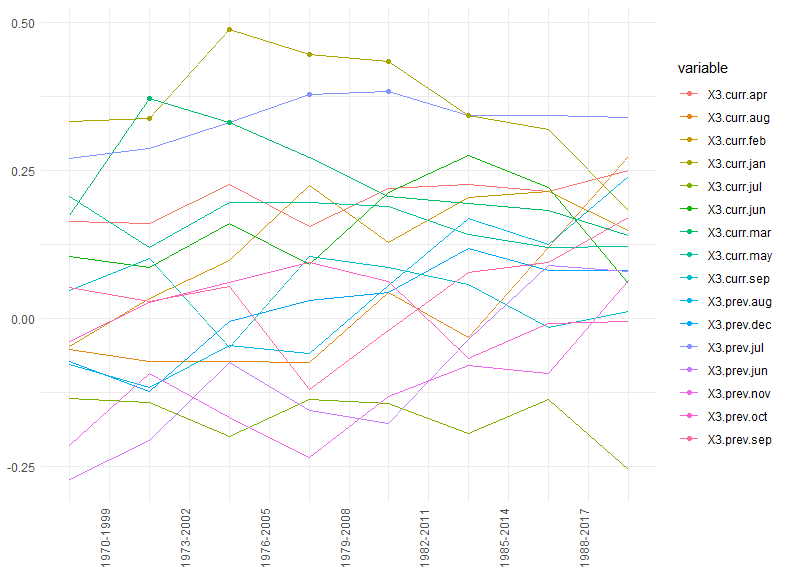 0.50
0.25
0.00
-0.25
1970-1999
1973-2002
1976-2005
1979-2008
1982-2011
1985-2014
1988-2017
variable
X3.curr.apr
X3.curr.aug
X3.curr.feb
X3.curr.jan
X3.curr.jul
X3.curr.jun
X3.curr.mar
X3.curr.may
X3.curr.sep
X3.prev.aug
X3.prev.dec
X3.prev.jul
X3.prev.jun
X3.prev.nov
X3.prev.oct
X3.prev.sep